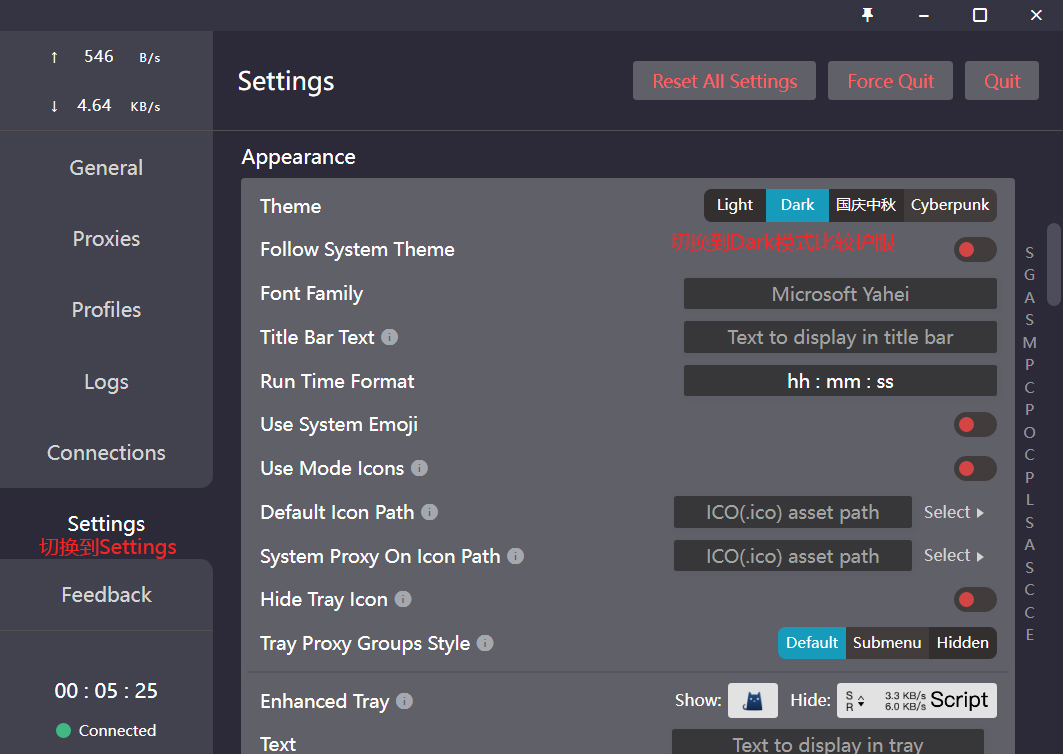 ↑ 546 B/s
↓ 4.64 KB/s
General
Proxies
Profiles
Logs
Connections
Settings
切换到Settings
Feedback
00 : 05 : 25
Connected
Settings
Reset All Settings
Force Quit
Quit
Appearance
Theme Light Dark 国庆中秋 Cyberpunk
切换到Dark模式比较护眼
Follow System Theme
Font Family Microsoft Yahei
Title Bar Text Text to display in title bar
Run Time Format hh : mm : ss
Use System Emoji
Use Mode Icons
Default Icon Path ICO(.ico) asset path Select
System Proxy On Icon Path ICO(.ico) asset path Select
Hide Tray Icon
Tray Proxy Groups Style Default Submenu Hidden
Enhanced Tray Show: Hide: S R 3.3 KB/s 6.0 KB/s Script
Text Text to display in tray
S
G
A
S
M
P
C
P
O
C
P
L
S
A
S
C
C
E